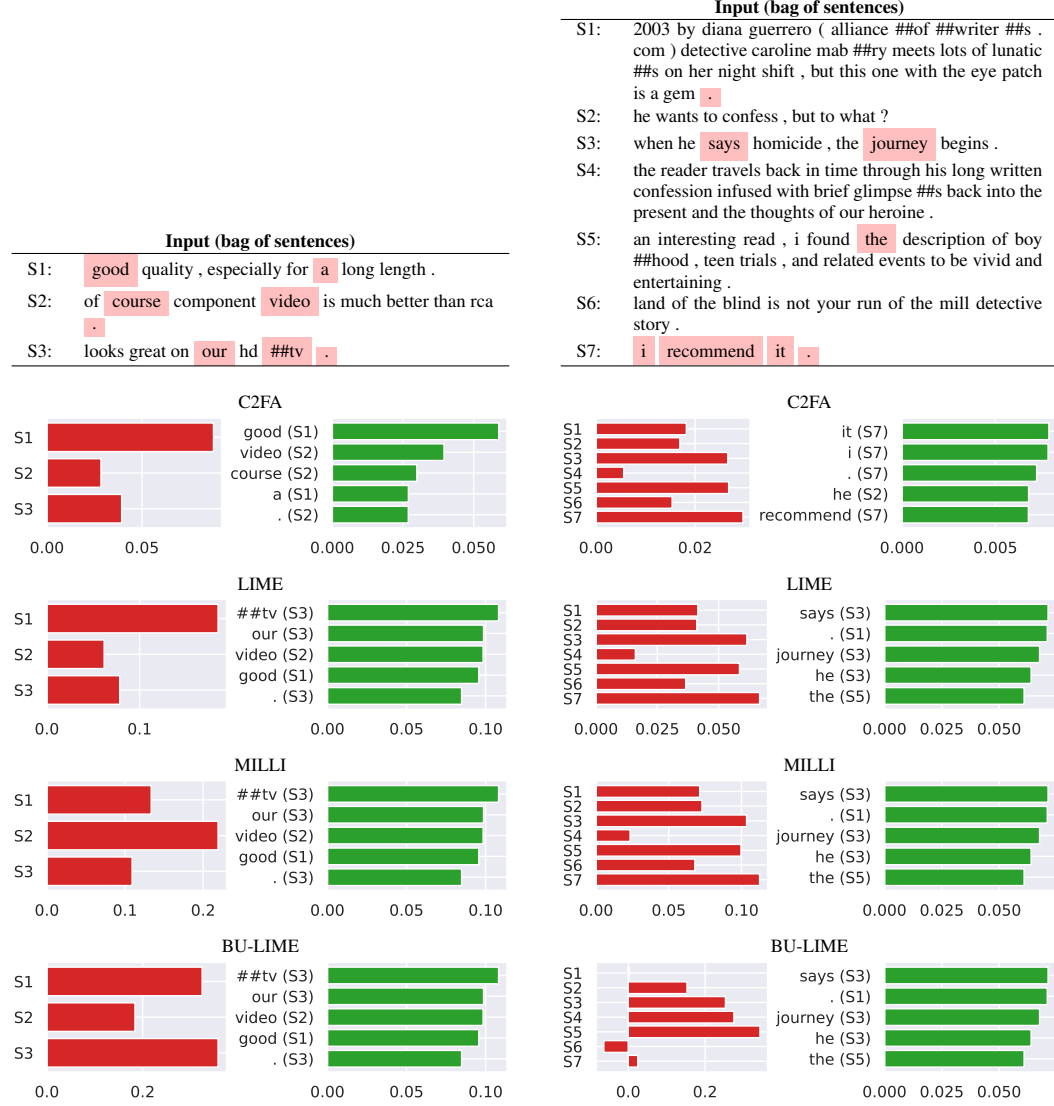 Input (bag of sentences)
S1: good quality , especially for a long length .
S2: of course component video is much better than rca
.
S3: looks great on our hd ##tv .
C2FA
S1
S2
S3
0.00 0.05
good (S1)
video (S2)
course (S2)
a (S1)
. (S2)
0.000 0.025 0.050
LIME
S1
S2
S3
0.0 0.1
##tv (S3)
our (S3)
video (S2)
good (S1)
. (S3)
0.00 0.05 0.10
MILLI
S1
S2
S3
0.0 0.1 0.2
##tv (S3)
our (S3)
video (S2)
good (S1)
. (S3)
0.00 0.05 0.10
BU-LIME
S1
S2
S3
0.0 0.2
##tv (S3)
our (S3)
video (S2)
good (S1)
. (S3)
0.00 0.05 0.10
Input (bag of sentences)
S1: 2003 by diana guerrero ( alliance ##of ##writer ##s .
com ) detective caroline mab ##ry meets lots of lunatic
##s on her night shift , but this one with the eye patch
is a gem .
S2: he wants to confess , but to what ?
S3: when he says homicide , the journey begins .
S4: the reader travels back in time through his long written
confession infused with brief glimpse ##s back into the
present and the thoughts of our heroine .
S5: an interesting read , i found the description of boy
##hood , teen trials , and related events to be vivid and
entertaining .
S6: land of the blind is not your run of the mill detective
story .
S7: i recommend it .
C2FA
S1
S2
S3
S4
S5
S6
S7
0.00 0.02
it (S7)
i (S7)
. (S7)
he (S2)
recommend (S7)
0.000 0.005
LIME
S1
S2
S3
S4
S5
S6
S7
0.000 0.025 0.050
says (S3)
. (S1)
journey (S3)
he (S3)
the (S5)
0.000 0.025 0.050
MILLI
S1
S2
S3
S4
S5
S6
S7
0.00 0.05 0.10
says (S3)
. (S1)
journey (S3)
he (S3)
the (S5)
0.000 0.025 0.050
BU-LIME
S1
S2
S3
S4
S5
S6
S7
0.0 0.2
says (S3)
. (S1)
journey (S3)
he (S3)
the (S5)
0.000 0.025 0.050